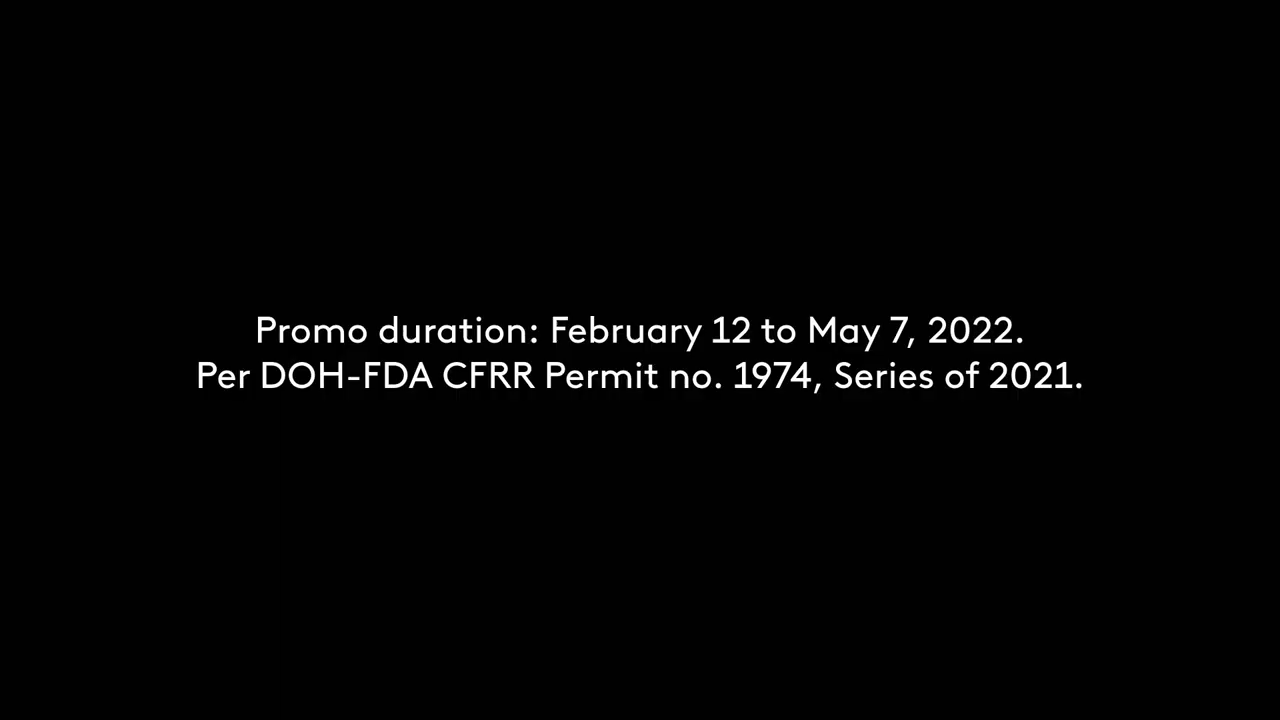 Promo duration: February 12 to May 7, 2022.
Per DOH-FDA CFRR Permit no. 1974, Series of 2021.